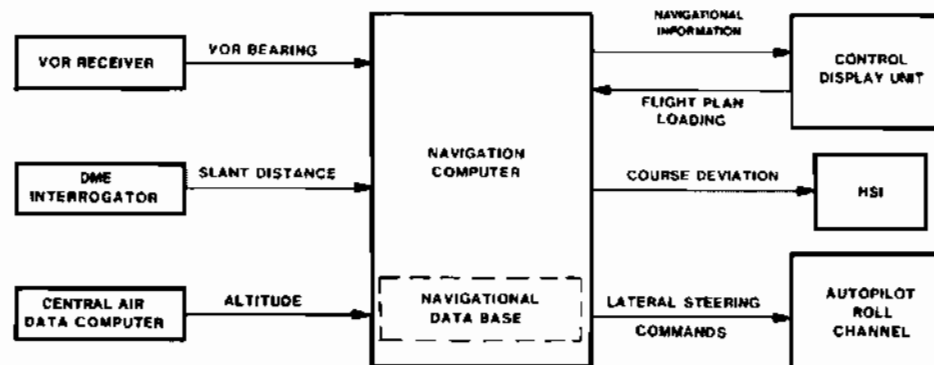 VOR RECEIVER
VOR BEARING
DME
INTERROGATOR
SLANT DISTANCE
CENTRAL AIR
DATA COMPUTER
ALTITUDE
NAVIGATION
COMPUTER
NAVIGATIONAL
DATA BASE
NAVIGATIONAL
INFORMATION
FLIGHT PLAN
LOADING
CONTROL
DISPLAY UNIT
COURSE DEVIATION
HSI
LATERAL STEERING
COMMANDS
AUTOPILOT
ROLL
CHANNEL